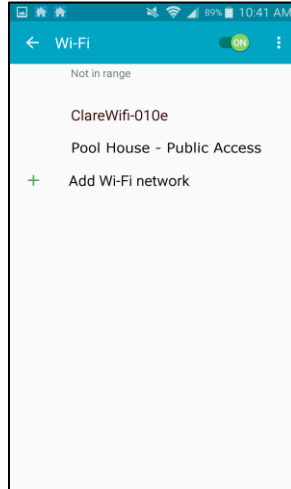 89% 10:41 AM
Wi-Fi ON
Not in range
ClareWifi-010e
Pool House - Public Access
+ Add Wi-Fi network